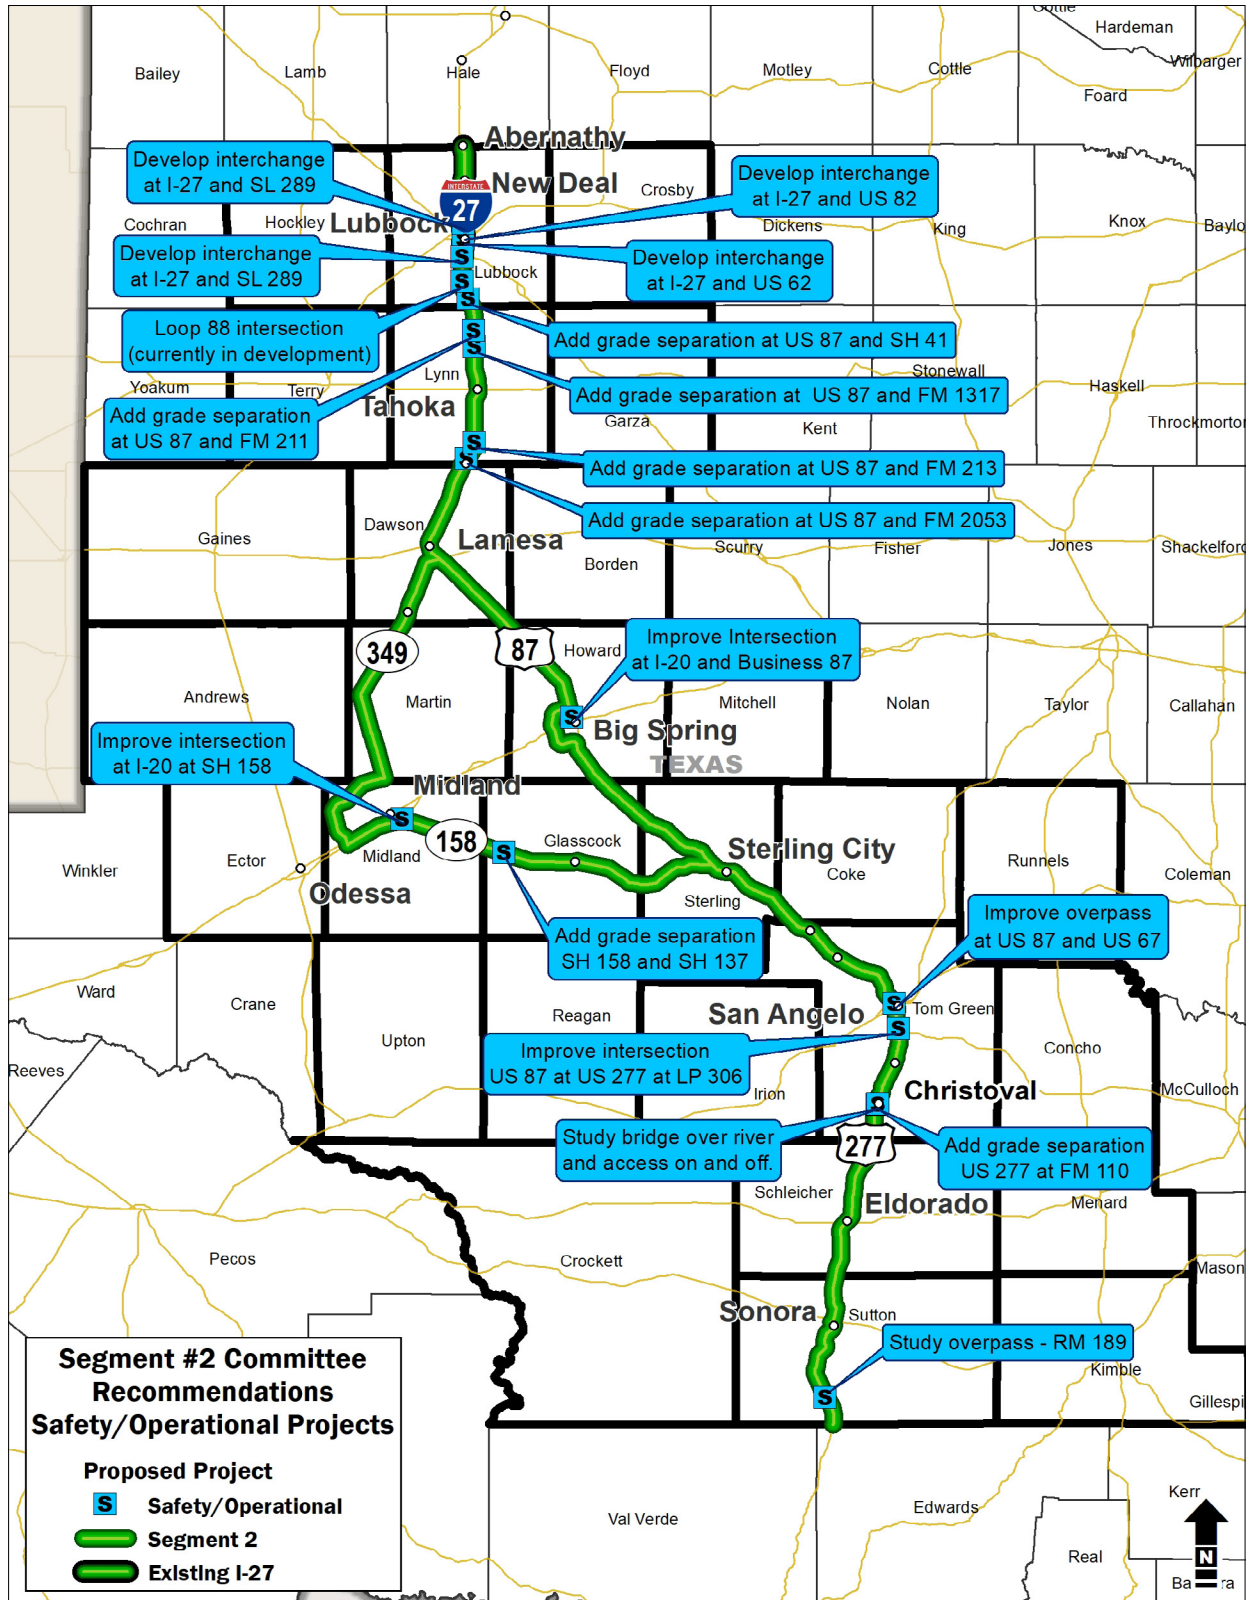 Cottle
Hardeman
Wilbarger
Bailey
Lamb
Hale
Floyd
Motley
Cottle
Foard
Abernathy
Develop interchange
at I-27 and SL 289
INTERSTATE
27
New Deal
Crosby
Develop interchange
at I-27 and US 82
Cochran
Hockley
Lubbock
Dickens
King
Knox
Baylo
Develop interchange
at I-27 and SL 289
S
S
Lubbock
Develop interchange
at I-27 and US 62
S
S
Loop 88 intersection
(currently in development)
S
S
Add grade separation at US 87 and SH 41
Yoakum
Terry
Lynn
Stonewall
Haskell
Add grade separation at US 87 and FM 1317
Tahoka
Add grade separation
at US 87 and FM 211
Garza
Kent
Throckmorton
S
S
Add grade separation at US 87 and FM 213
Add grade separation at US 87 and FM 2053
Gaines
Dawson
Lamesa
Borden
Scurry
Fisher
Jones
Shackelford
349
87
Howard
Improve Intersection
at I-20 and Business 87
Andrews
Martin
Mitchell
Nolan
Taylor
Callahan
S
Big Spring
TEXAS
Improve intersection
at I-20 at SH 158
Midland
S
158
S
Glasscock
Sterling City
Coke
Runnels
Coleman
Winkler
Ector
Midland
Odessa
Sterling
Improve overpass
at US 87 and US 67
Add grade separation
SH 158 and SH 137
Ward
Crane
Upton
Reagan
San Angelo
S
Tom Green
S
Concho
Reeves
Improve intersection
US 87 at US 277 at LP 306
Irion
Christoval
McCulloch
Study bridge over river
and access on and off.
277
Add grade separation
US 277 at FM 110
Schleicher
Eldorado
Menard
Pecos
Crockett
Mason
Sonora
Sutton
Study overpass - RM 189
Kimble
S
Gillespi
Segment #2 Committee
Recommendations
Safety/Operational Projects
Proposed Project
S Safety/Operational
Segment 2
Existing I-27
Val Verde
Edwards
Kerr
Real
N
Ba ra